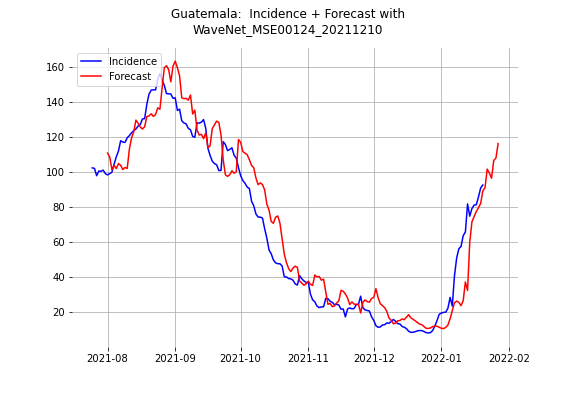 Guatemala:  Incidence + Forecast with
WaveNet_MSE00124_20211210
Incidence
Forecast
160
140
120
100
80
60
40
20
2021-08 2021-09 2021-10 2021-11 2021-12 2022-01 2022-02